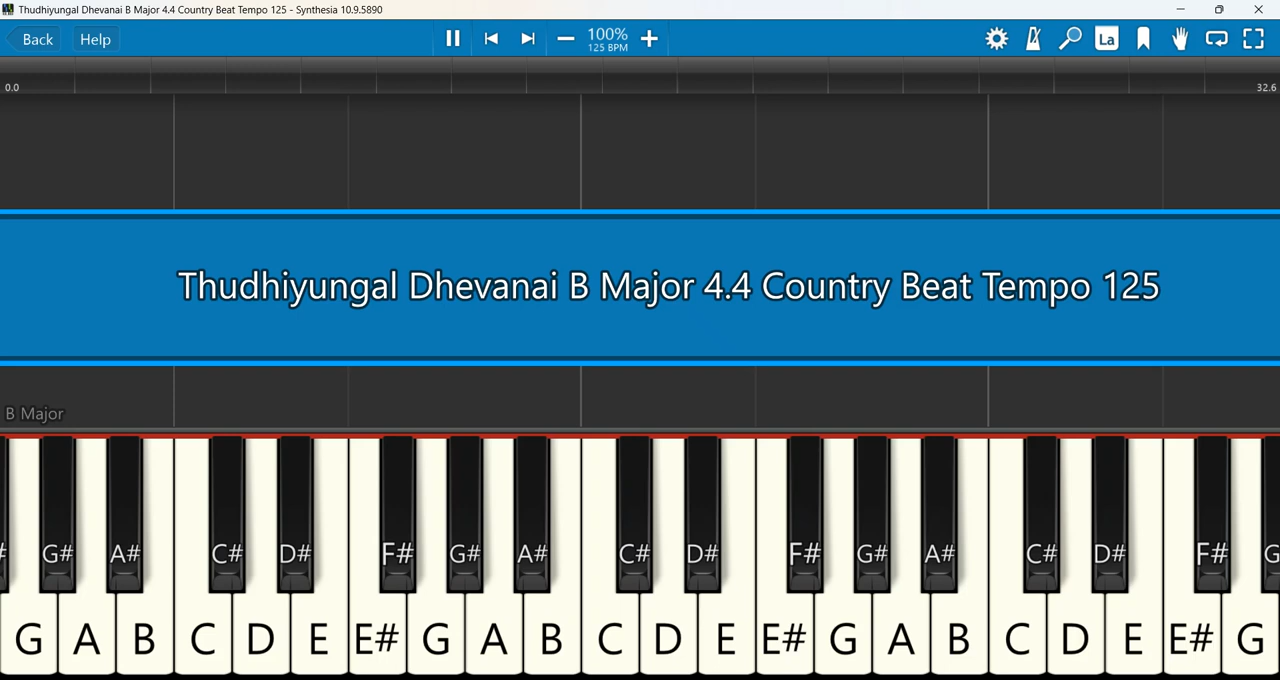 Thudhiyungal Dhevanai B Major 4.4 Country Beat Tempo 125 - Synthesia 10.9.5890
Back Help 100% La
125 BPM
0.0 32.6
Thudhiyungal Dhevanai B Major 4.4 Country Beat Tempo 125
B Major
# G# A# C# D# F# G# A# C# D# F# G# A# C# D# F# G
G A B C D E E# G A B C D E E# G A B C D E E# G